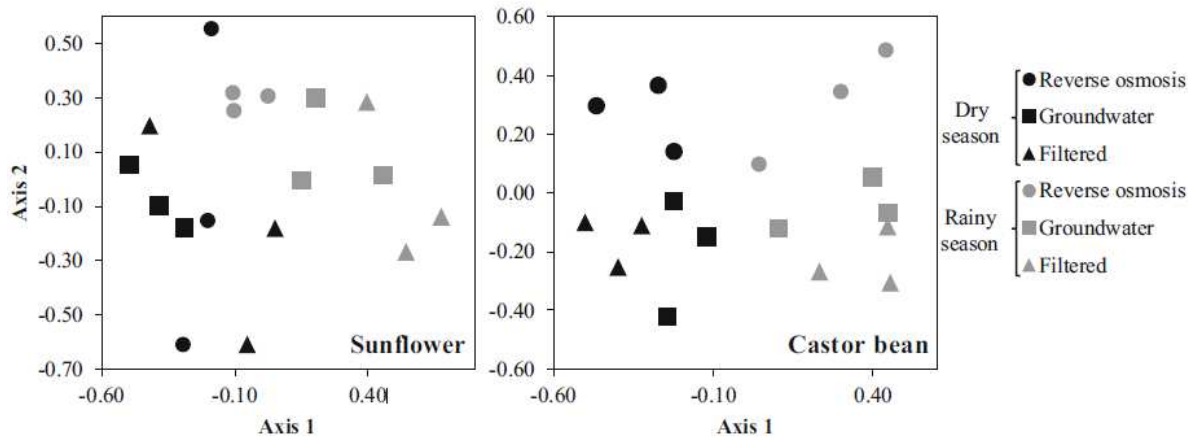 0.50
0.30
0.10
-0.10
-0.30
-0.50
-0.70
-0.60
-0.10
0.40
Axis 2
Axis 1
Sunflower
0.60
0.40
0.20
0.00
-0.20
-0.40
-0.60
-0.60
-0.10
0.40
Axis 1
Castor bean
Dry
season
Reverse osmosis
Groundwater
Filtered
Rainy
season
Reverse osmosis
Groundwater
Filtered